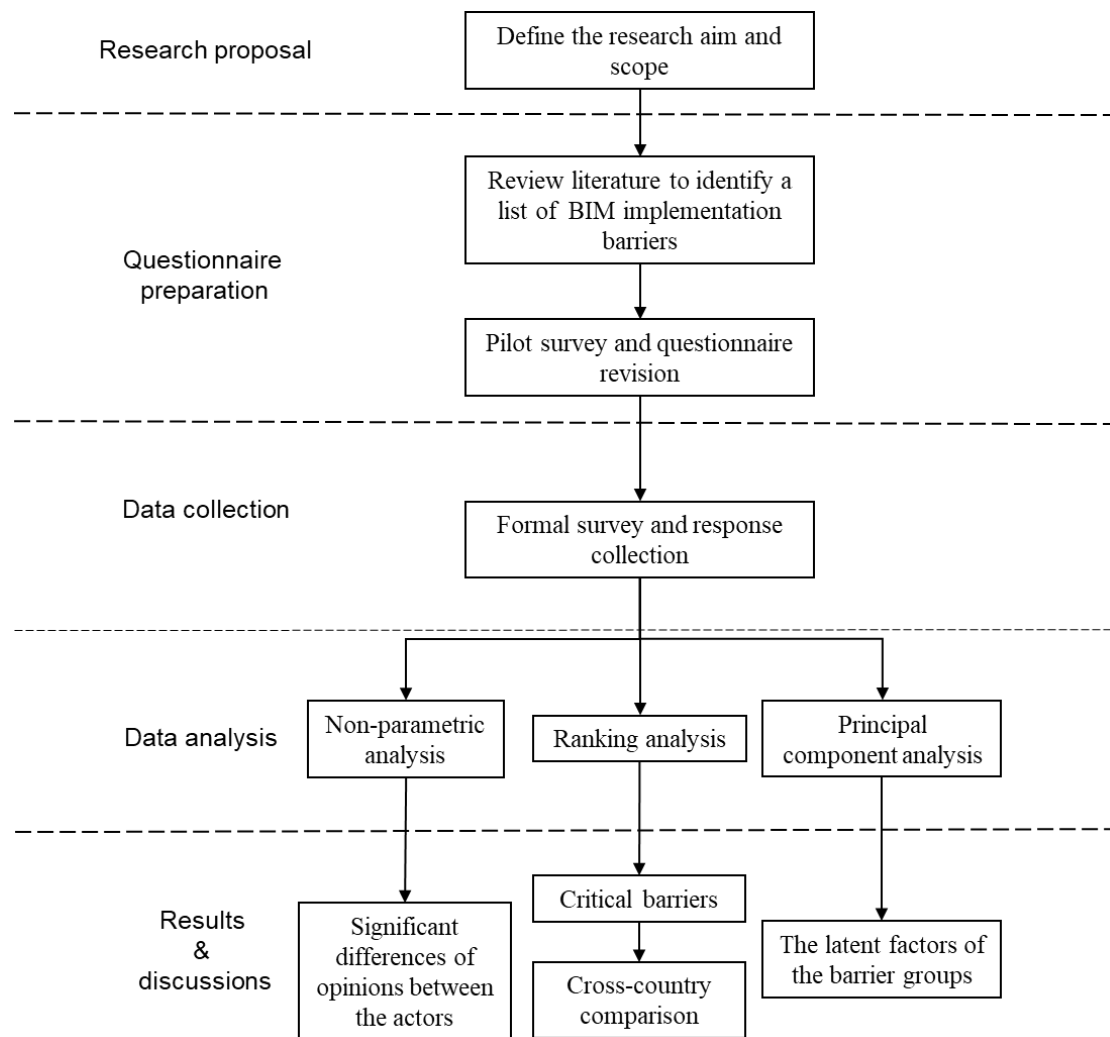 Research proposal
Define the research aim and
scope
Questionnaire
preparation
Review literature to identify a
list of BIM implementation
barriers
Pilot survey and questionnaire
revision
Data collection
Formal survey and response
collection
Data analysis
Non-parametric
analysis
Ranking analysis
Principal
component analysis
Results
&
discussions
Significant
differences of
opinions between
the actors
Critical barriers
Cross-country
comparison
The latent factors of
the barrier groups